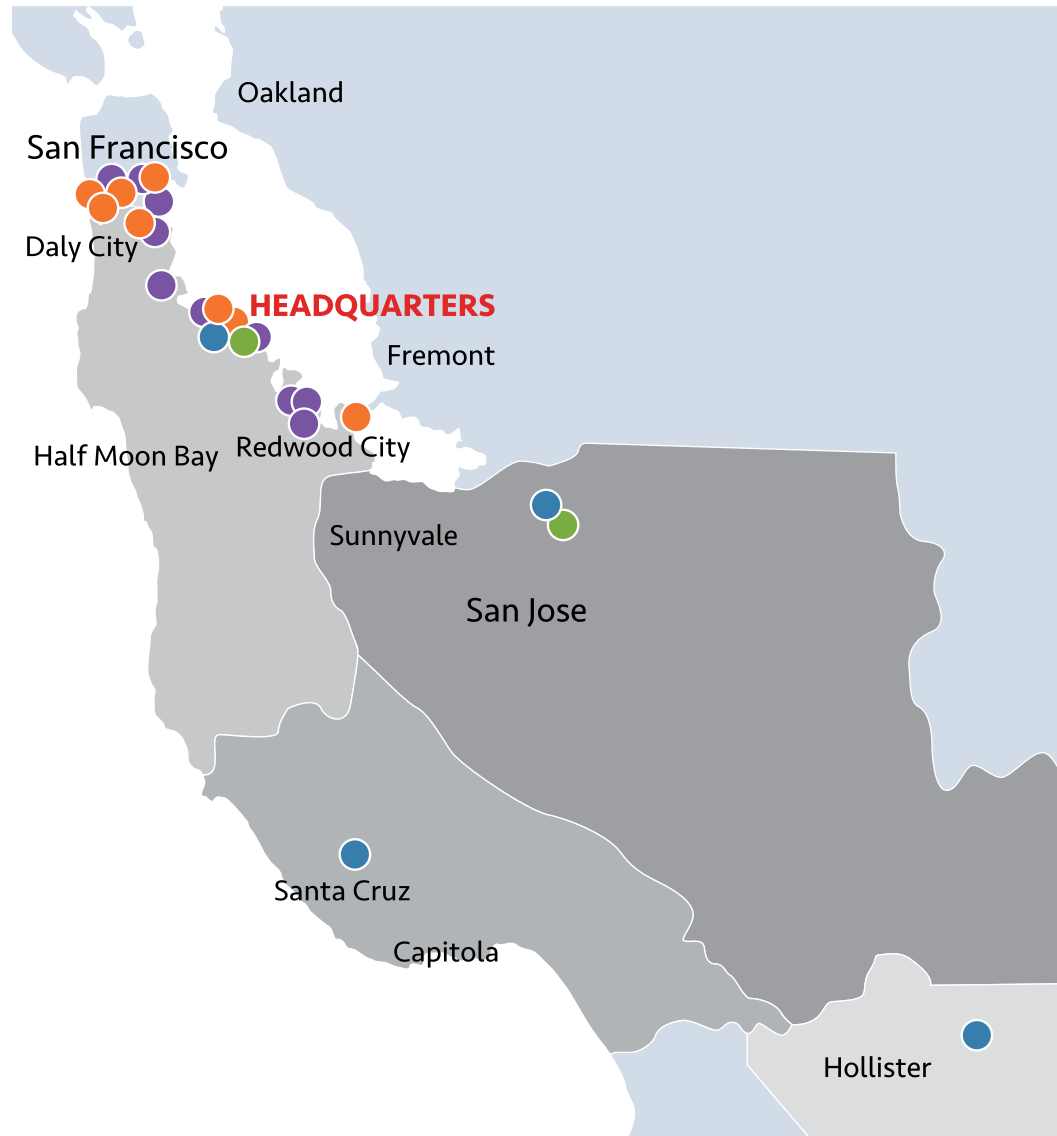 Oakland
San Francisco
Daly City
HEADQUARTERS
Fremont
Half Moon Bay
Redwood City
Sunnyvale
San Jose
Santa Cruz
Capitola
Hollister